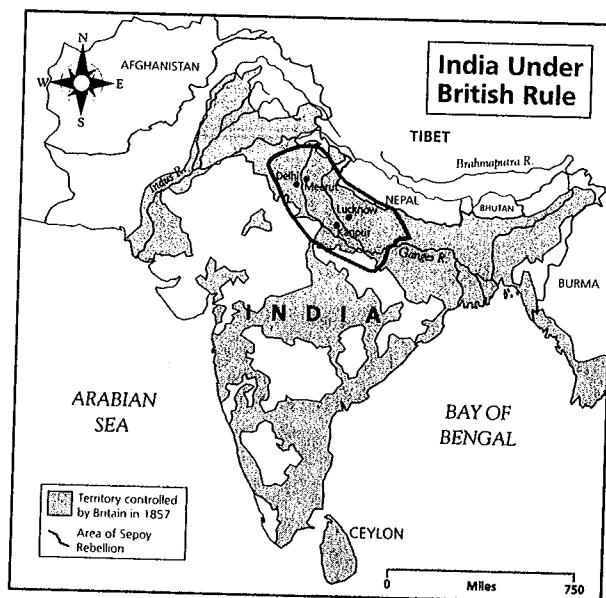 India Under
British Rule
N
W
E
S
AFGHANISTAN
TIBET
Brahmaputra R.
Indus R.
Delhi
Meerut
NEPAL
BHUTAN
Lucknow
Kanpur
Ganges R.
BURMA
INDIA
ARABIAN
SEA
BAY OF
BENGAL
Territory controlled
by Britain in 1857
Area of Sepoy
Rebellion
CEYLON
0
Miles
750